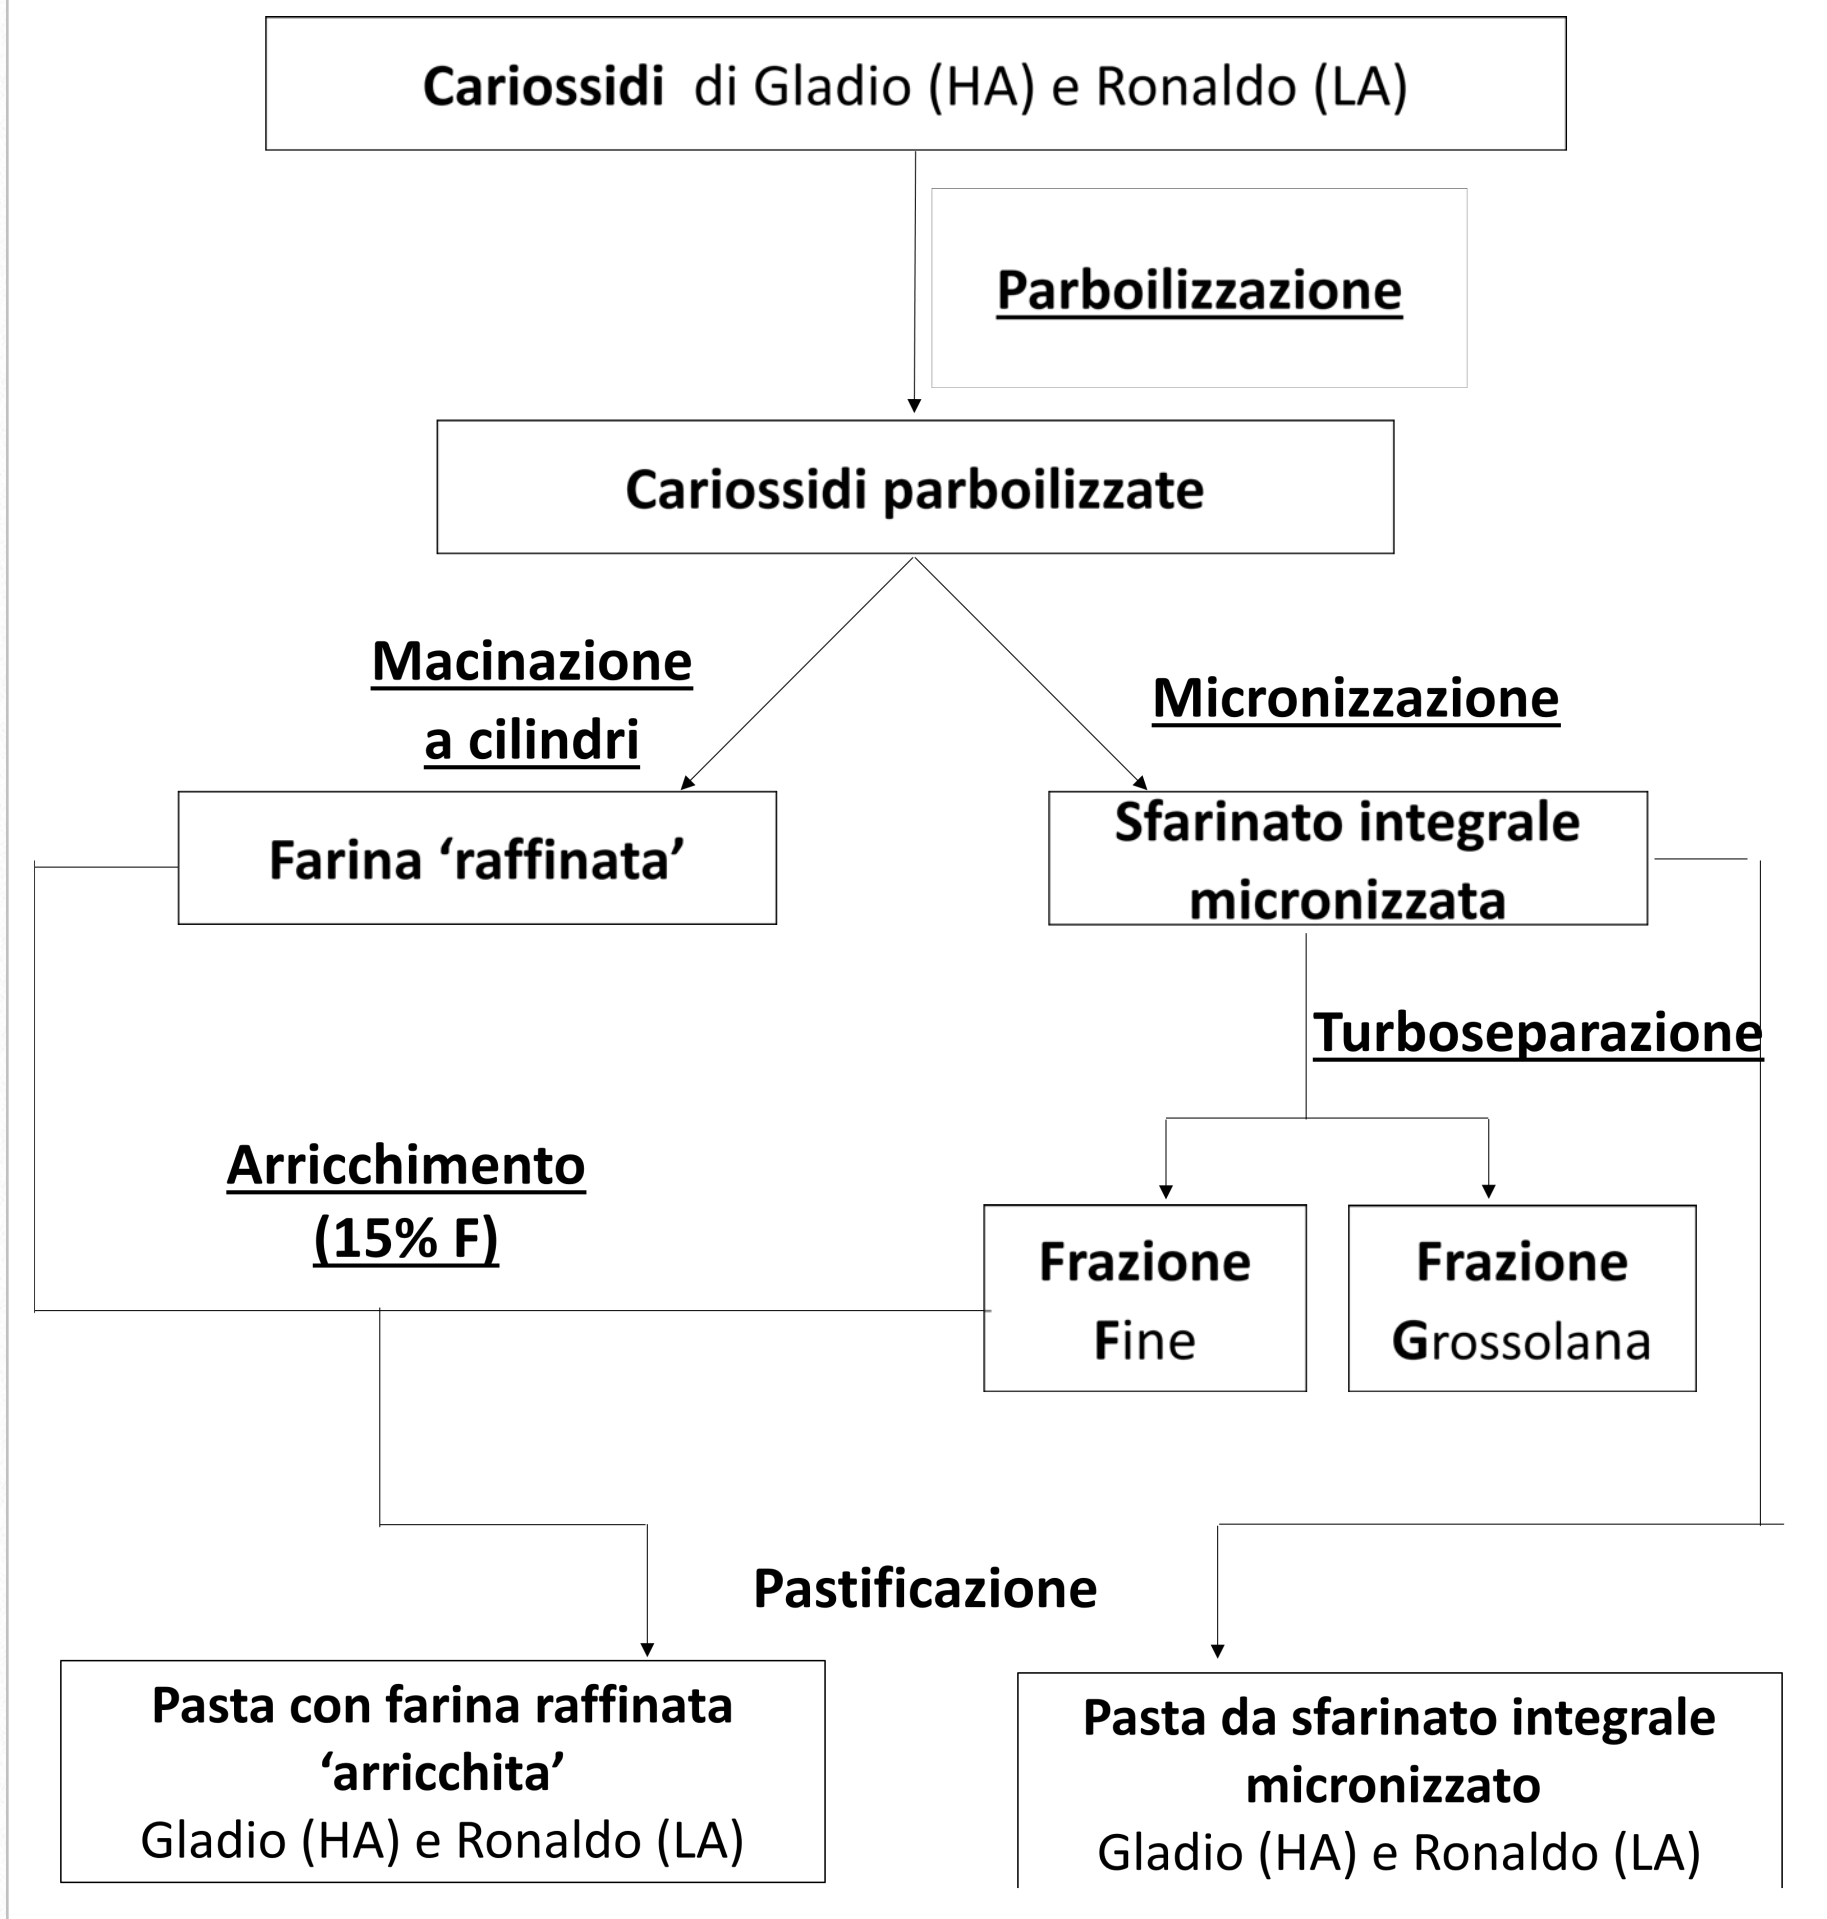 Cariossidi di Gladio (HA) e Ronaldo (LA)
Parboilizzazione
Cariossidi parboilizzate
Macinazione
a cilindri
Micronizzazione
Farina ‘raffinata’
Sfarinato integrale
micronizzata
Turboseparazione
Arricchimento
(15% F)
Frazione
Fine
Frazione
Grossolana
Pastificazione
Pasta con farina raffinata
‘arricchita’
Gladio (HA) e Ronaldo (LA)
Pasta da sfarinato integrale
micronizzato
Gladio (HA) e Ronaldo (LA)